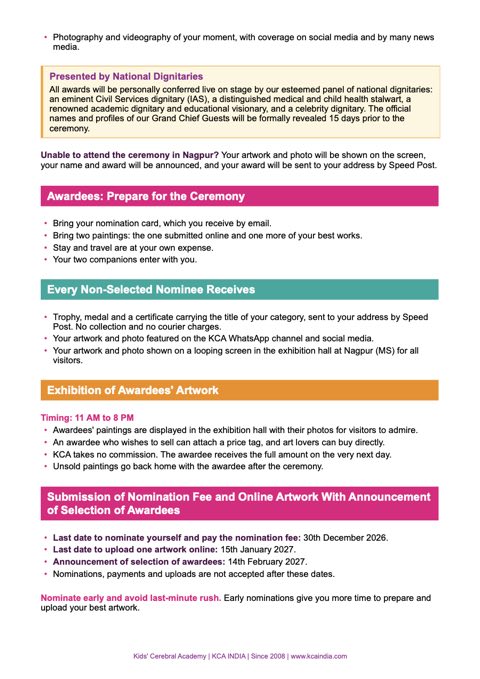 • Photography and videography of your moment, with coverage on social media and by many news
media.
Presented by National Dignitaries
All awards will be personally conferred live on stage by our esteemed panel of national dignitaries:
an eminent Civil Services dignitary (IAS), a distinguished medical and child health stalwart, a
renowned academic dignitary and educational visionary, and a celebrity dignitary. The official
names and profiles of our Grand Chief Guests will be formally revealed 15 days prior to the
ceremony.
Unable to attend the ceremony in Nagpur? Your artwork and photo will be shown on the screen,
your name and award will be announced, and your award will be sent to your address by Speed Post.
Awardees: Prepare for the Ceremony
• Bring your nomination card, which you receive by email.
• Bring two paintings: the one submitted online and one more of your best works.
• Stay and travel are at your own expense.
• Your two companions enter with you.
Every Non-Selected Nominee Receives
• Trophy, medal and a certificate carrying the title of your category, sent to your address by Speed
Post. No collection and no courier charges.
• Your artwork and photo featured on the KCA WhatsApp channel and social media.
• Your artwork and photo shown on a looping screen in the exhibition hall at Nagpur (MS) for all
visitors.
Exhibition of Awardees' Artwork
Timing: 11 AM to 8 PM
• Awardees' paintings are displayed in the exhibition hall with their photos for visitors to admire.
• An awardee who wishes to sell can attach a price tag, and art lovers can buy directly.
• KCA takes no commission. The awardee receives the full amount on the very next day.
• Unsold paintings go back home with the awardee after the ceremony.
Submission of Nomination Fee and Online Artwork With Announcement
of Selection of Awardees
• Last date to nominate yourself and pay the nomination fee: 30th December 2026.
• Last date to upload one artwork online: 15th January 2027.
• Announcement of selection of awardees: 14th February 2027.
• Nominations, payments and uploads are not accepted after these dates.
Nominate early and avoid last-minute rush. Early nominations give you more time to prepare and
upload your best artwork.
Kids' Cerebral Academy | KCA INDIA | Since 2008 | www.kcaindia.com